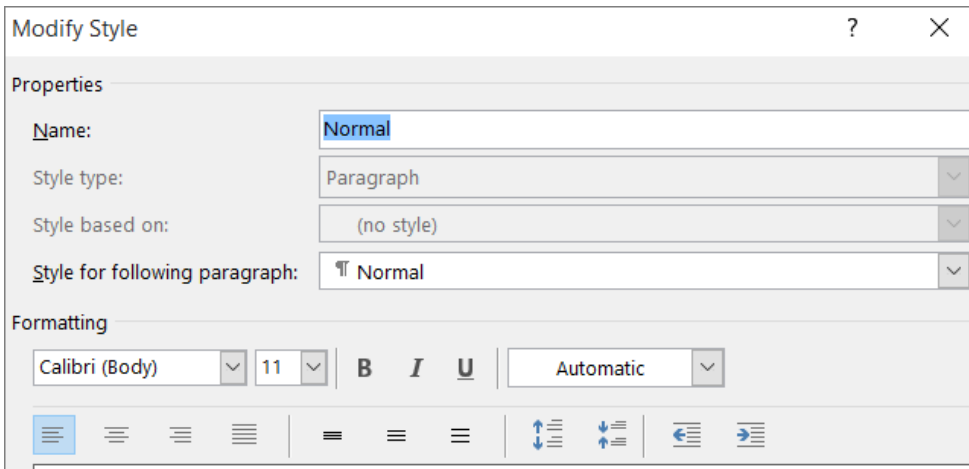 Modify Style ?
Properties
Name: Normal
Style type: Paragraph
Style based on: (no style)
Style for following paragraph: ¶ Normal
Formatting
Calibri (Body) 11 B I U Automatic